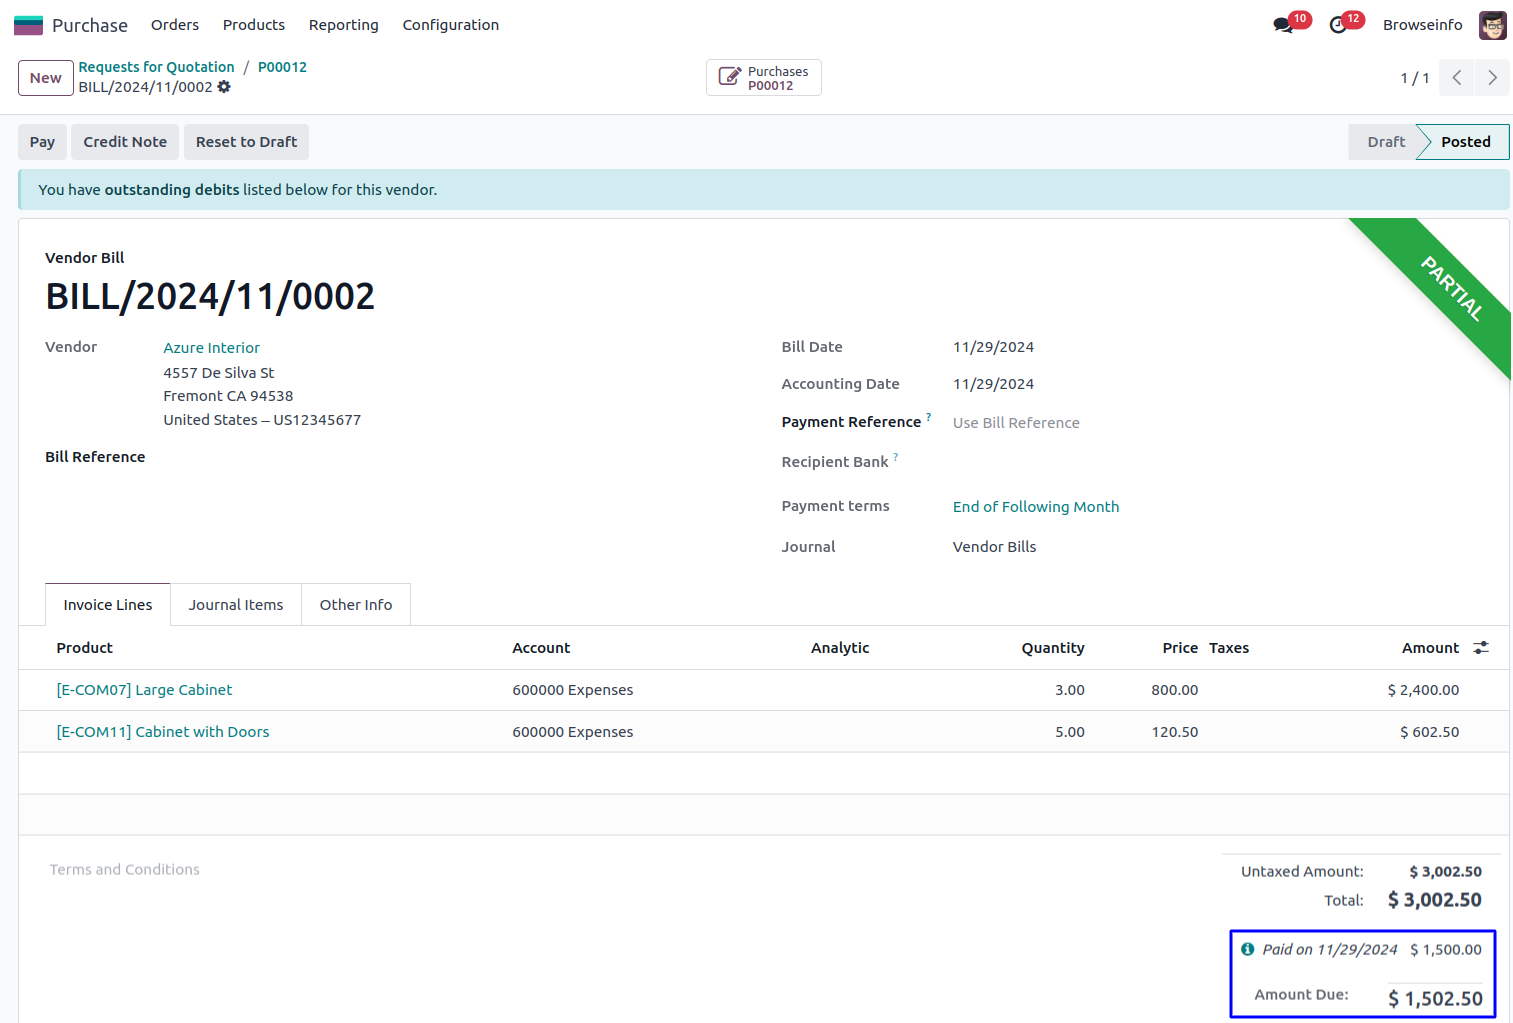 Purchase Orders Products Reporting Configuration 10 12 Browseinfo
New Requests for Quotation / P00012
BILL/2024/11/0002
Purchases
P00012
1 / 1
Pay Credit Note Reset to Draft Draft Posted
You have outstanding debits listed below for this vendor.
PARTIAL
Vendor Bill
BILL/2024/11/0002
Vendor Azure Interior
4557 De Silva St
Fremont CA 94538
United States – US12345677
Bill Reference
Bill Date 11/29/2024
Accounting Date 11/29/2024
Payment Reference ? Use Bill Reference
Recipient Bank ?
Payment terms End of Following Month
Journal Vendor Bills
Invoice Lines Journal Items Other Info
Product Account Analytic Quantity Price Taxes Amount
[E-COM07] Large Cabinet 600000 Expenses 3.00 800.00 $ 2,400.00
[E-COM11] Cabinet with Doors 600000 Expenses 5.00 120.50 $ 602.50
Terms and Conditions
Untaxed Amount: $ 3,002.50
Total: $ 3,002.50
Paid on 11/29/2024 $ 1,500.00
Amount Due: $ 1,502.50